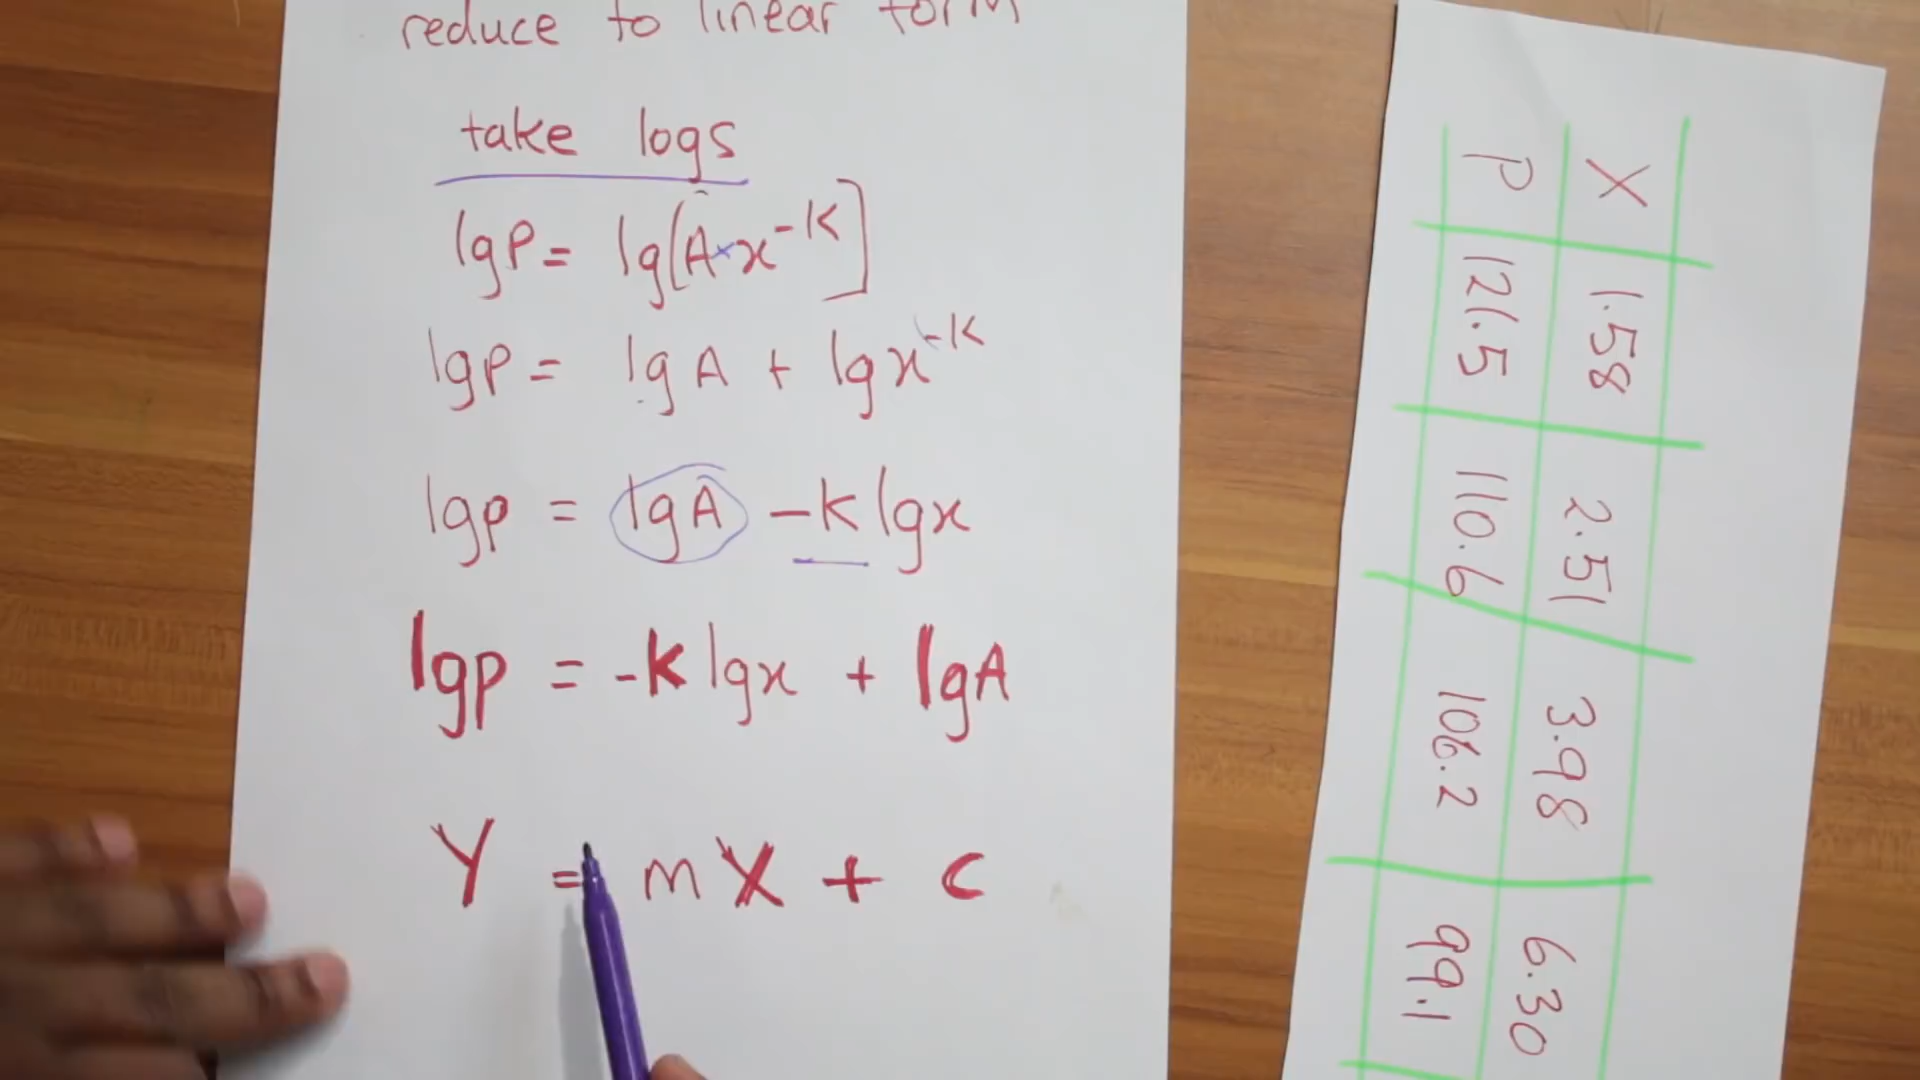 reduce to linear form
take logs
lgP = lg[A × x^-K]
lgP = lgA + lgx^-K
lgp = lgA - k lgx
lgp = -K lgx + lgA
Y = mX + c
X 1.58 2.51 3.98 6.30
P 121.5 110.6 106.2 99.1